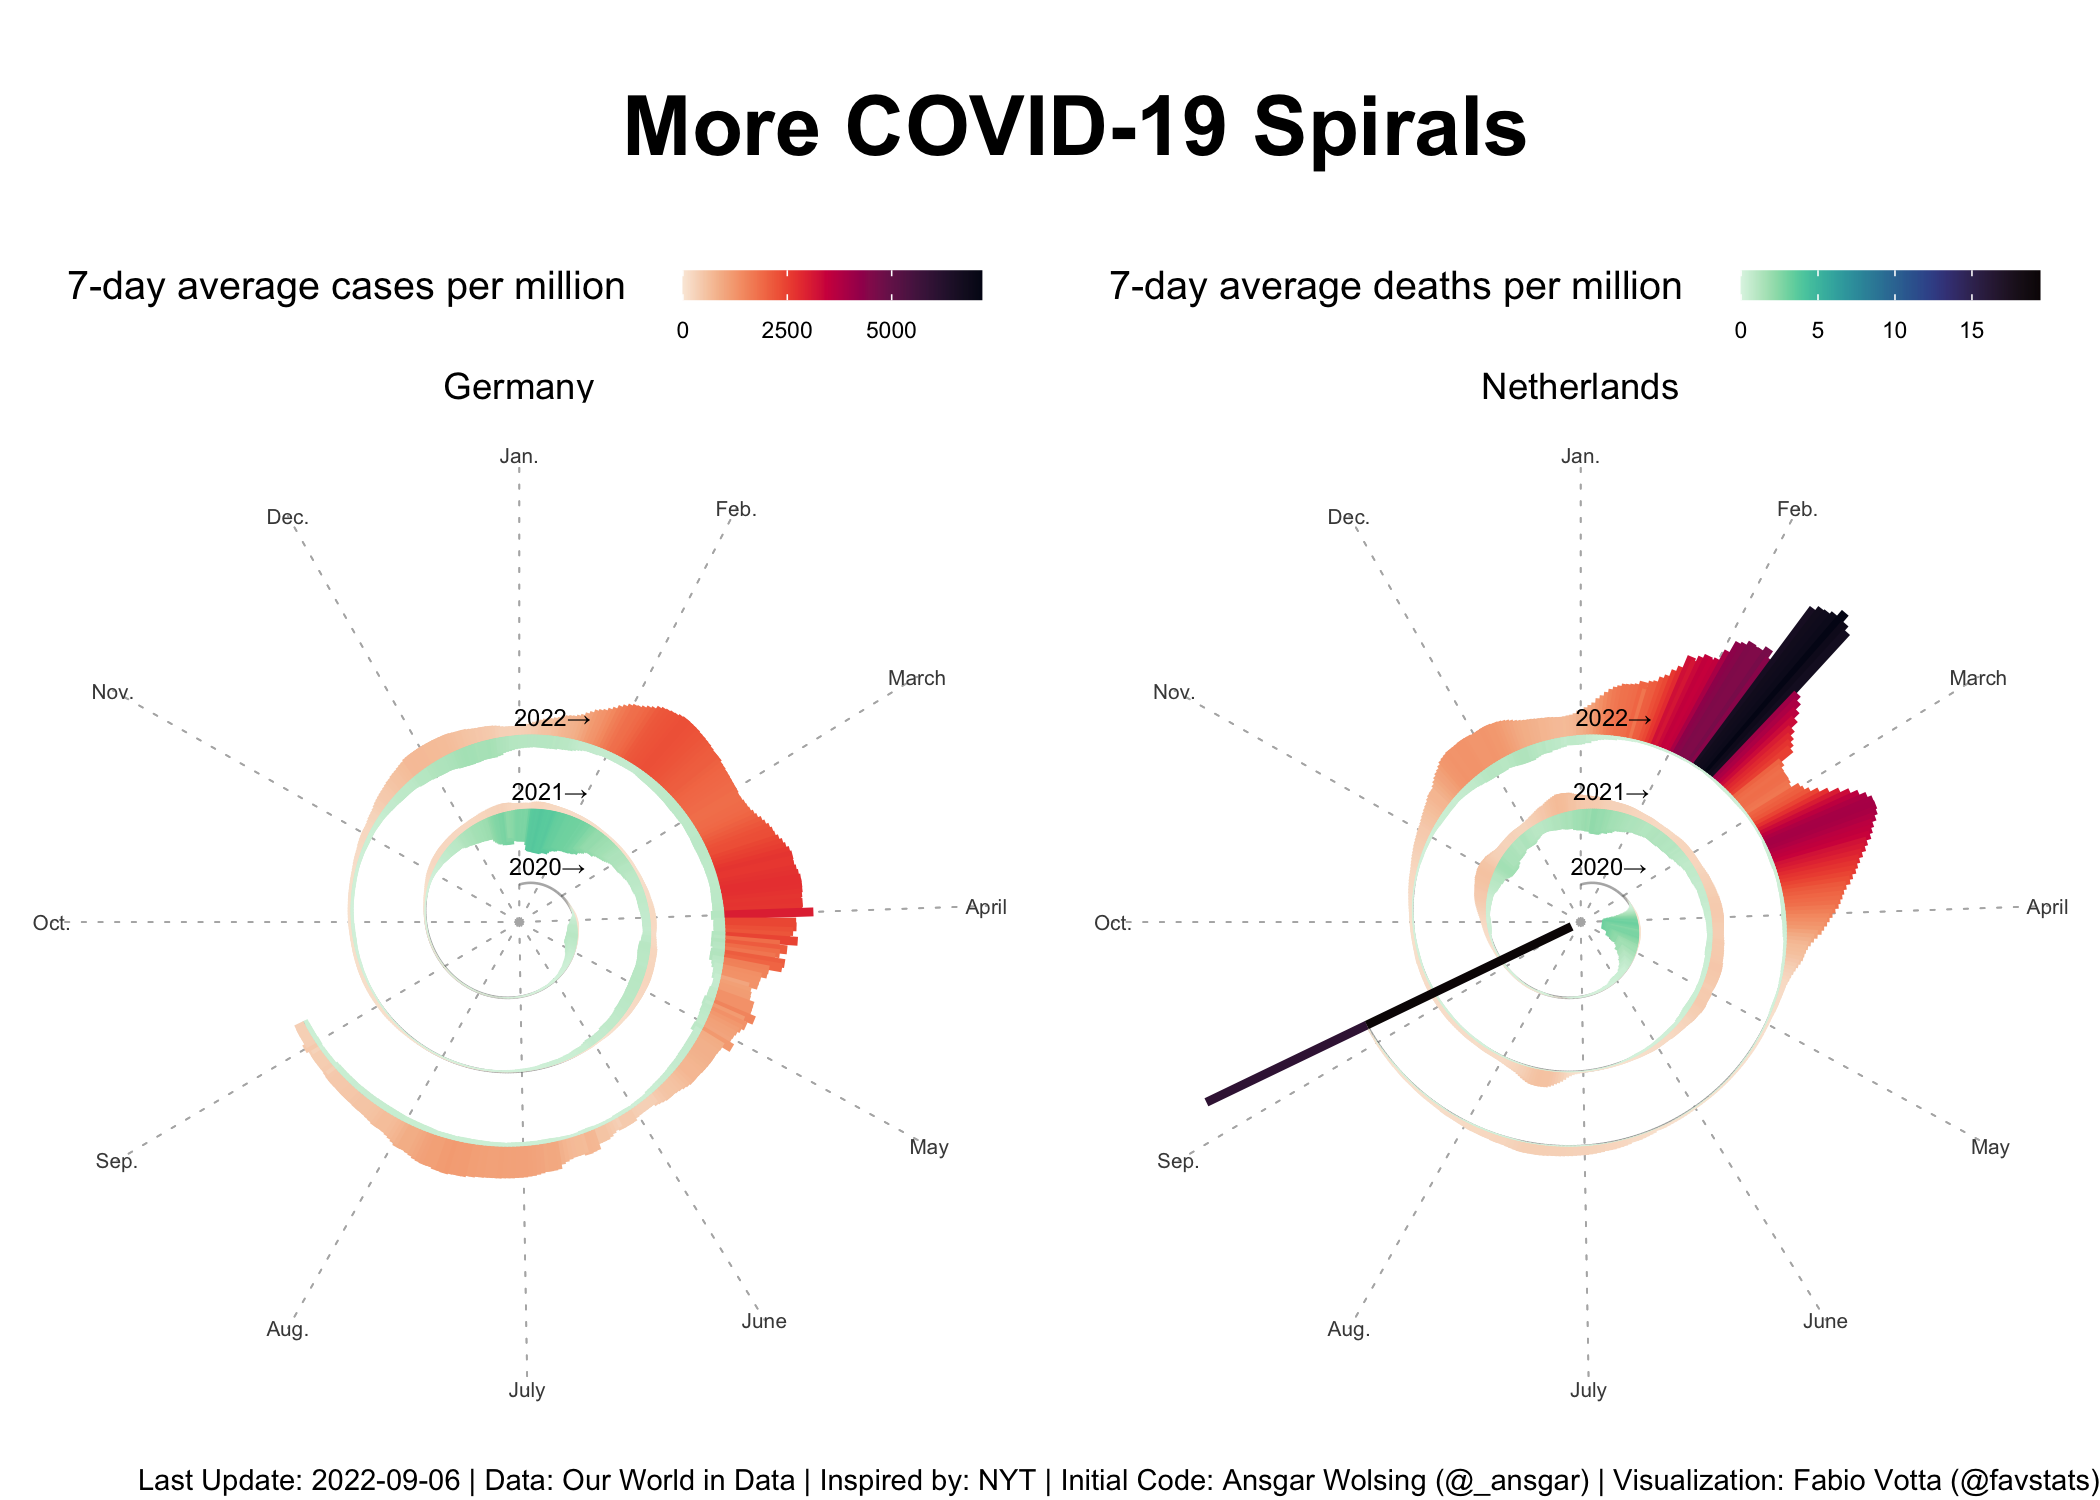 More COVID-19 Spirals
7-day average cases per million
0 2500 5000
7-day average deaths per million
0 5 10 15
Germany
Jan.
Feb.
March
April
May
June
July
Aug.
Sep.
Oct.
Nov.
Dec.
2022→
2021→
2020→
Netherlands
Jan.
Feb.
March
April
May
June
July
Aug.
Sep.
Oct.
Nov.
Dec.
2022→
2021→
2020→
Last Update: 2022-09-06 | Data: Our World in Data | Inspired by: NYT | Initial Code: Ansgar Wolsing (@_ansgar) | Visualization: Fabio Votta (@favstats)